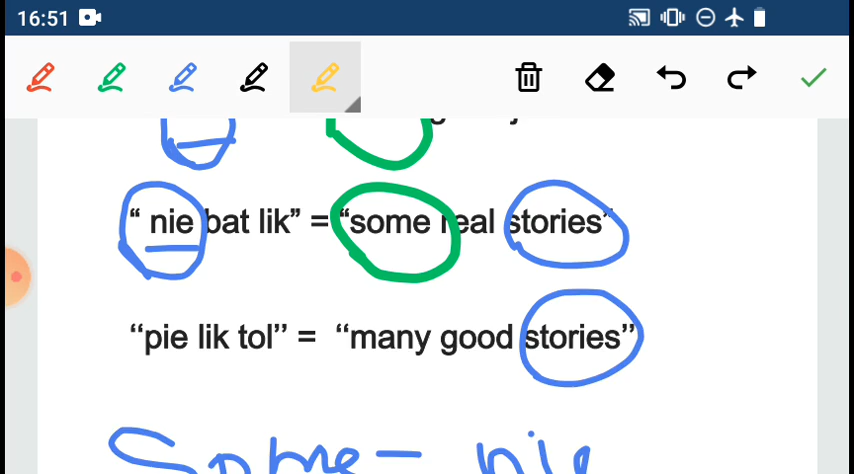 16:51
“ nie bat lik” = “some real stories”
‘‘pie lik tol’’ = ‘‘many good stories’’
Some – nie